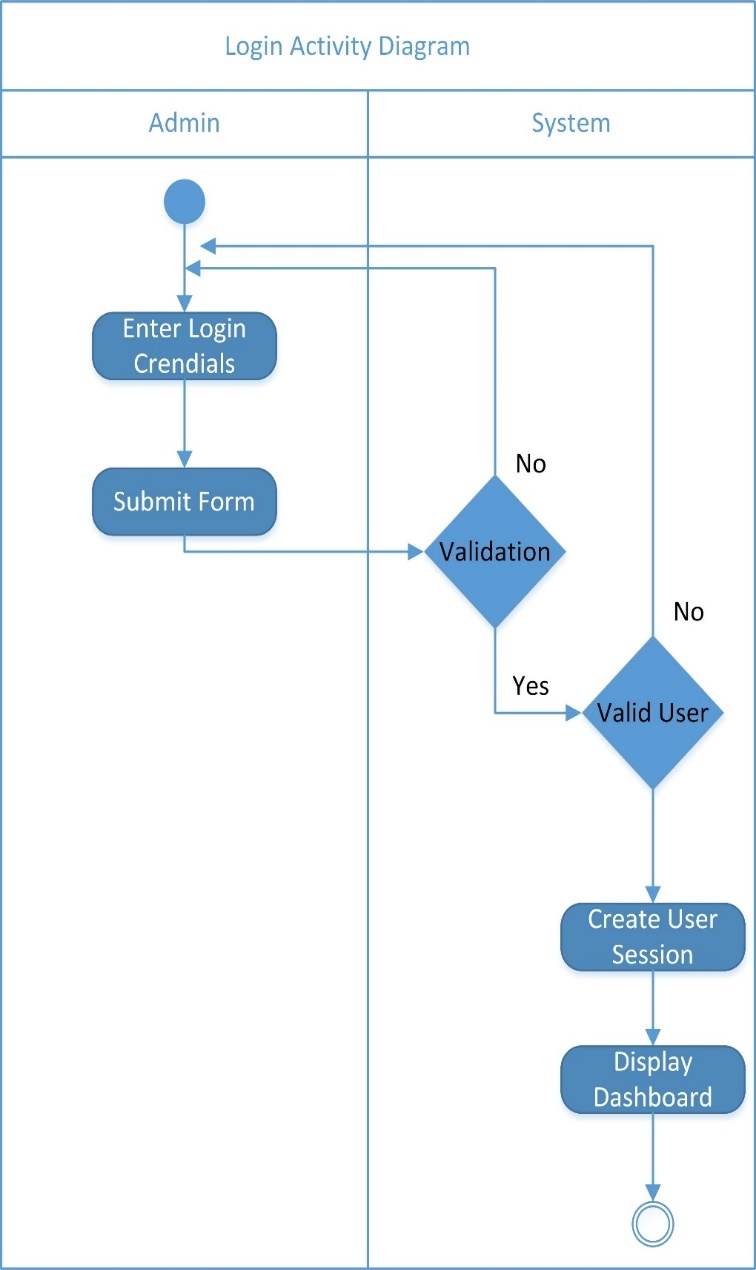 Login Activity Diagram
Admin
System
Enter Login
Crendials
Submit Form
No
Validation
No
Yes
Valid User
Create User
Session
Display
Dashboard